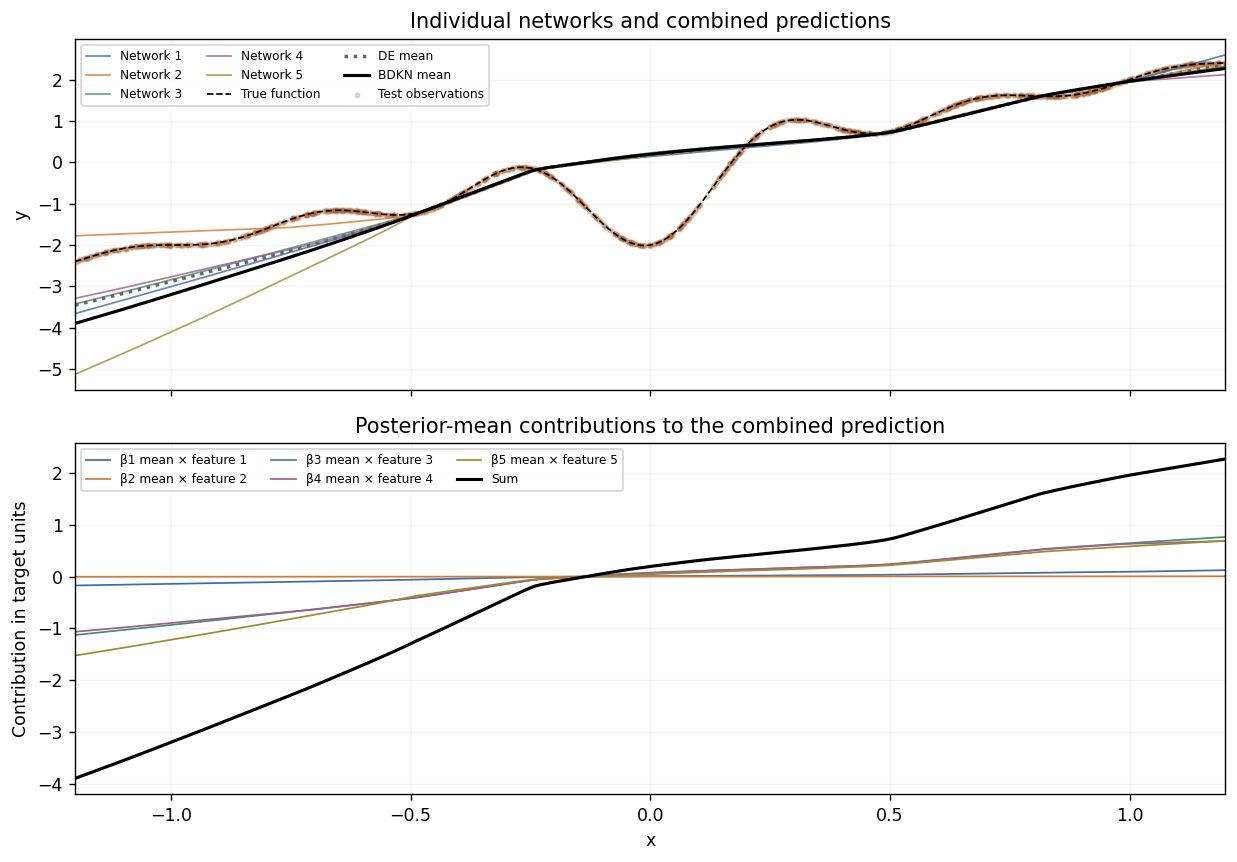 Individual networks and combined predictions
Network 1
Network 2
Network 3
Network 4
Network 5
True function
DE mean
BDKN mean
Test observations
y
2
1
0
−1
−2
−3
−4
−5
Posterior-mean contributions to the combined prediction
β1 mean × feature 1
β2 mean × feature 2
β3 mean × feature 3
β4 mean × feature 4
β5 mean × feature 5
Sum
Contribution in target units
2
1
0
−1
−2
−3
−4
−1.0
−0.5
0.0
0.5
1.0
x